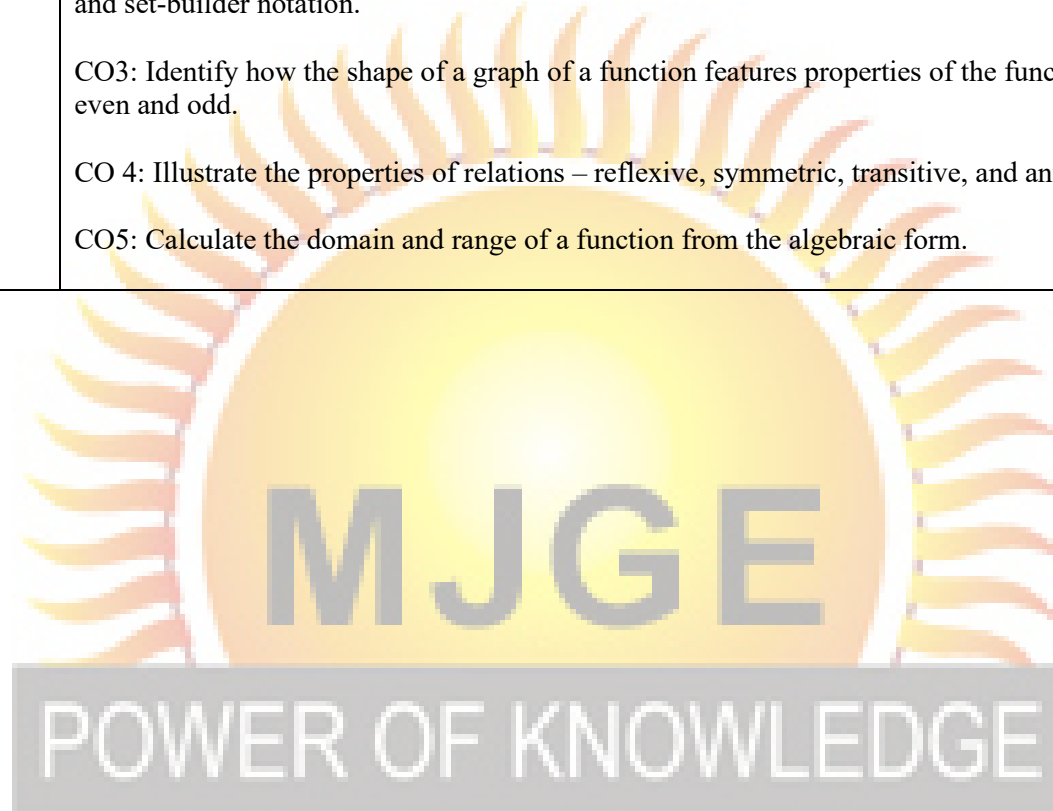 and set-builder notation.
CO3: Identify how the shape of a graph of a function features properties of the
even and odd.
CO 4: Illustrate the properties of relations – reflexive, symmetric, transitive, and
CO5: Calculate the domain and range of a function from the algebraic form.
MJGE
POWER OF KNOWLEDGE